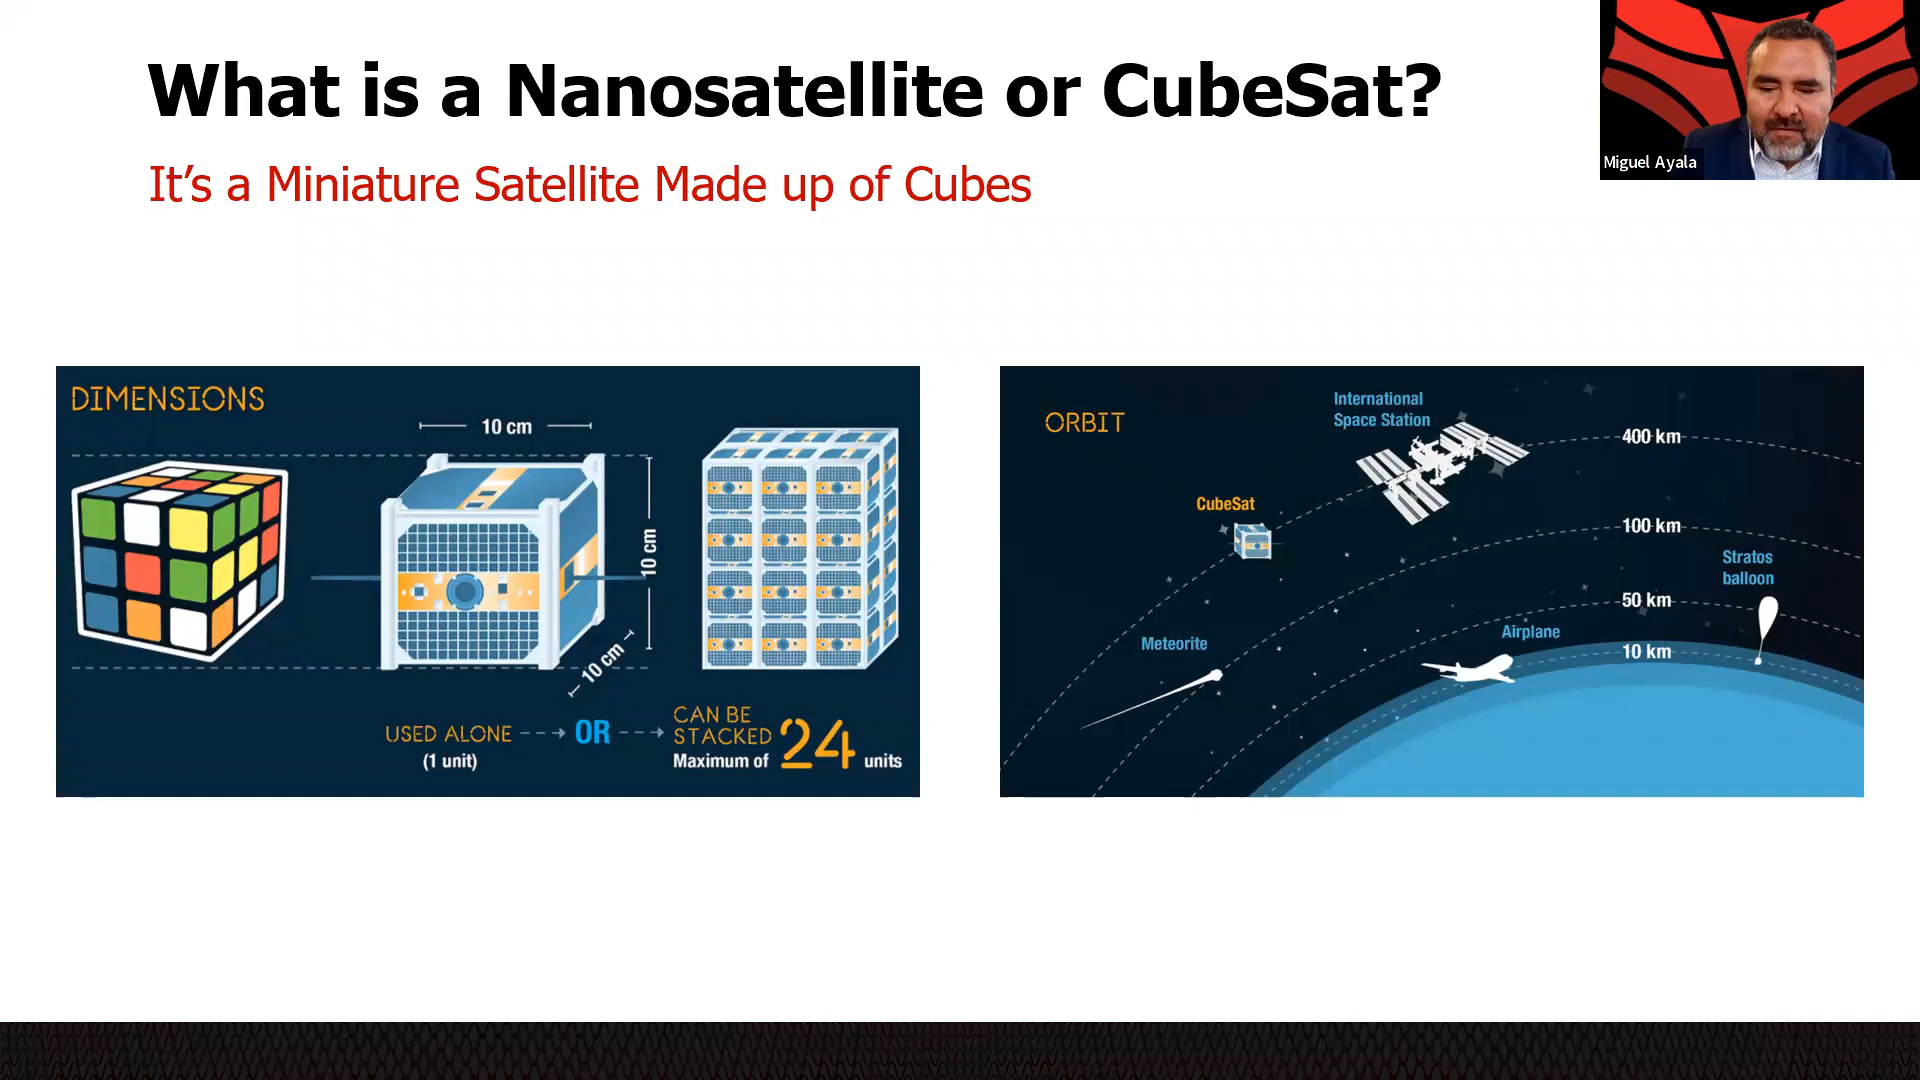 What is a Nanosatellite or CubeSat?
It’s a Miniature Satellite Made up of Cubes
Miguel Ayala
DIMENSIONS
10 cm
10 cm
10 cm
USED ALONE
(1 unit)
OR
CAN BE
STACKED
Maximum of 24 units
ORBIT
International
Space Station
400 km
CubeSat
100 km
Stratos
balloon
50 km
Airplane
Meteorite
10 km